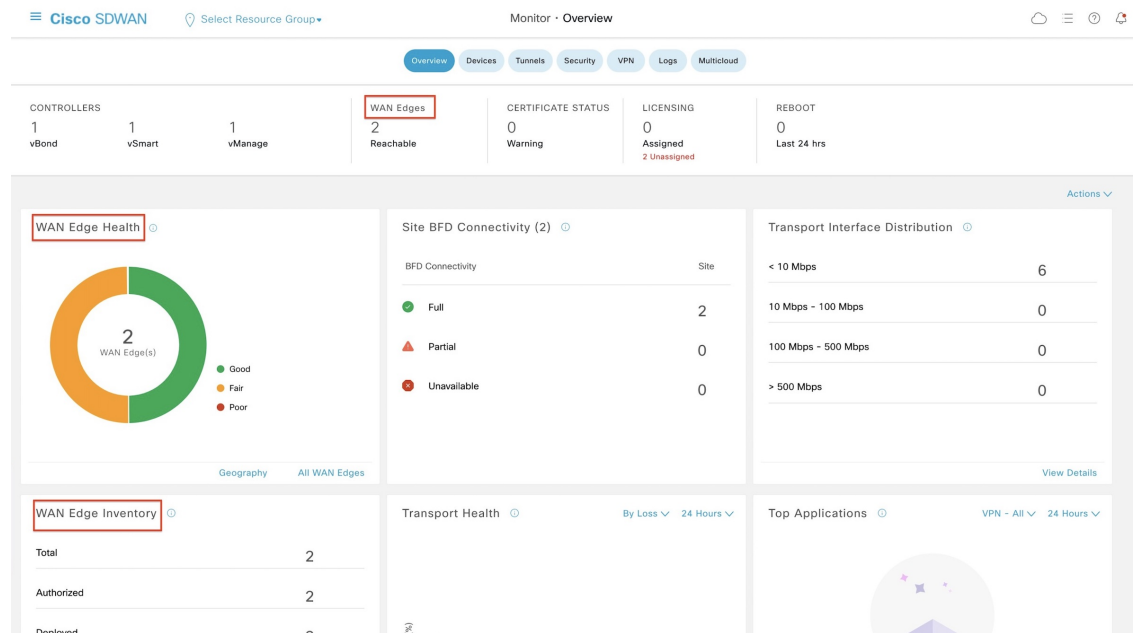 Cisco SDWAN
Select Resource Group
Monitor · Overview
Overview Devices Tunnels Security VPN Logs Multicloud
CONTROLLERS
1 1 1
vBond vSmart vManage
WAN Edges
2
Reachable
CERTIFICATE STATUS
0
Warning
LICENSING
0
Assigned
2 Unassigned
REBOOT
0
Last 24 hrs
Actions
WAN Edge Health
2
WAN Edge(s)
Good
Fair
Poor
Geography All WAN Edges
Site BFD Connectivity (2)
BFD Connectivity Site
Full 2
Partial 0
Unavailable 0
Transport Interface Distribution
< 10 Mbps 6
10 Mbps - 100 Mbps 0
100 Mbps - 500 Mbps 0
> 500 Mbps 0
View Details
WAN Edge Inventory
Total 2
Authorized 2
Deployed
Transport Health By Loss 24 Hours
Top Applications VPN - All 24 Hours